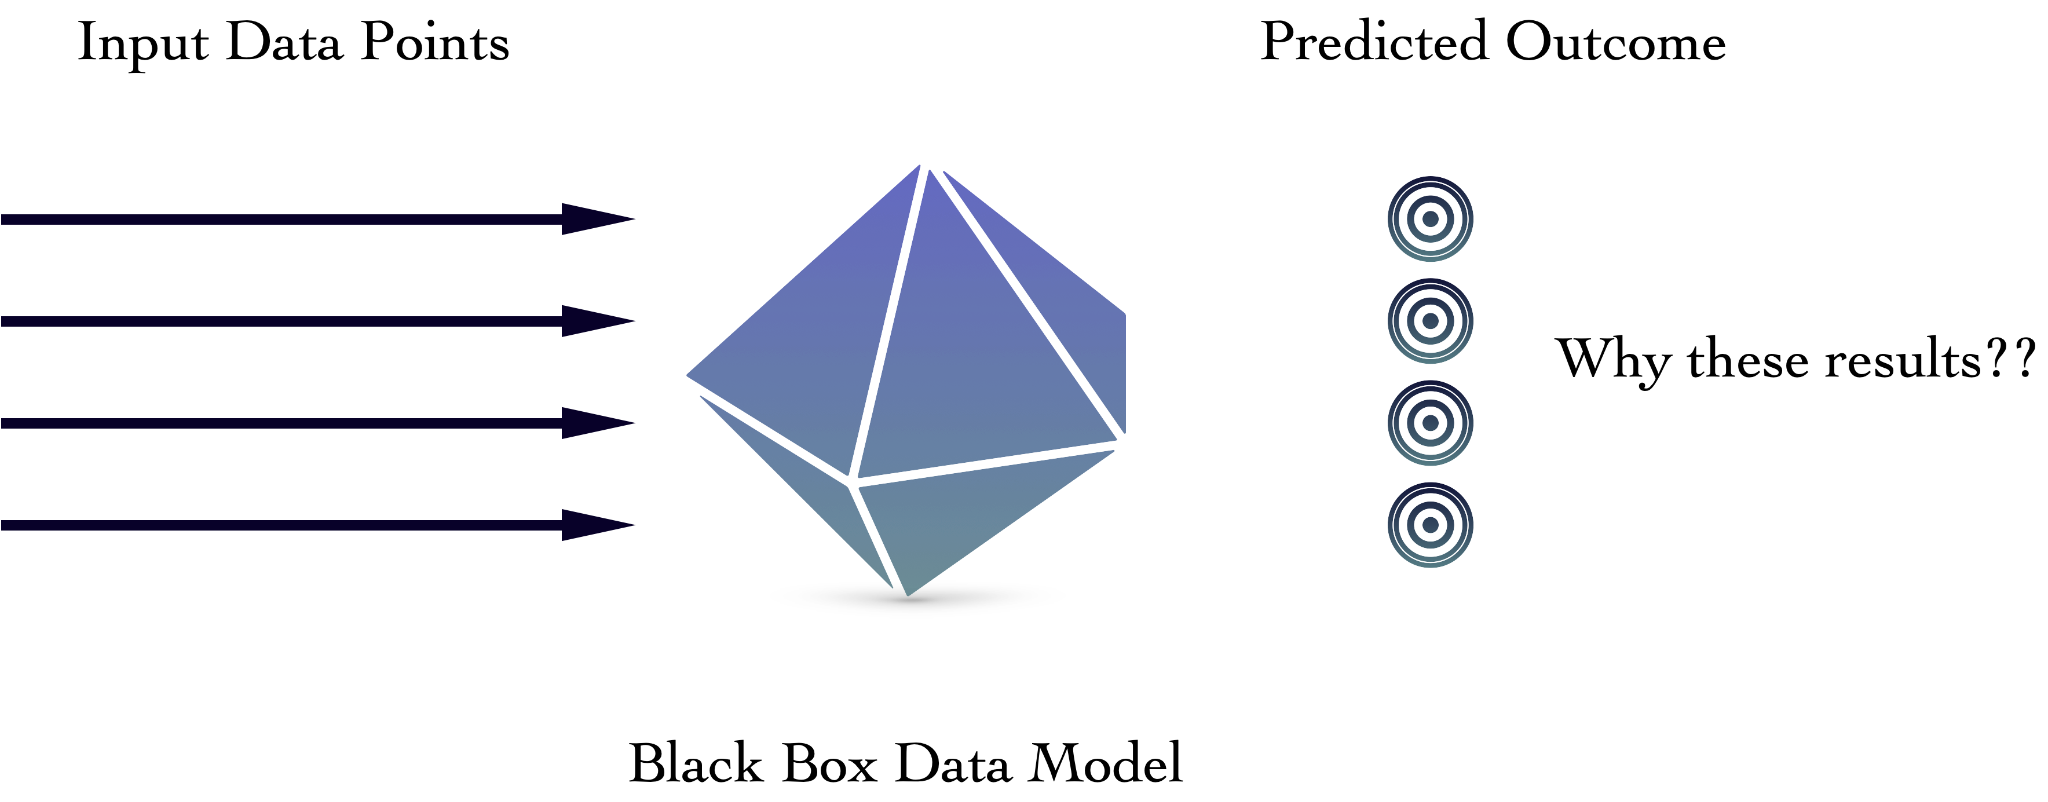 Input Data Points
Predicted Outcome
Why these results??
Black Box Data Model